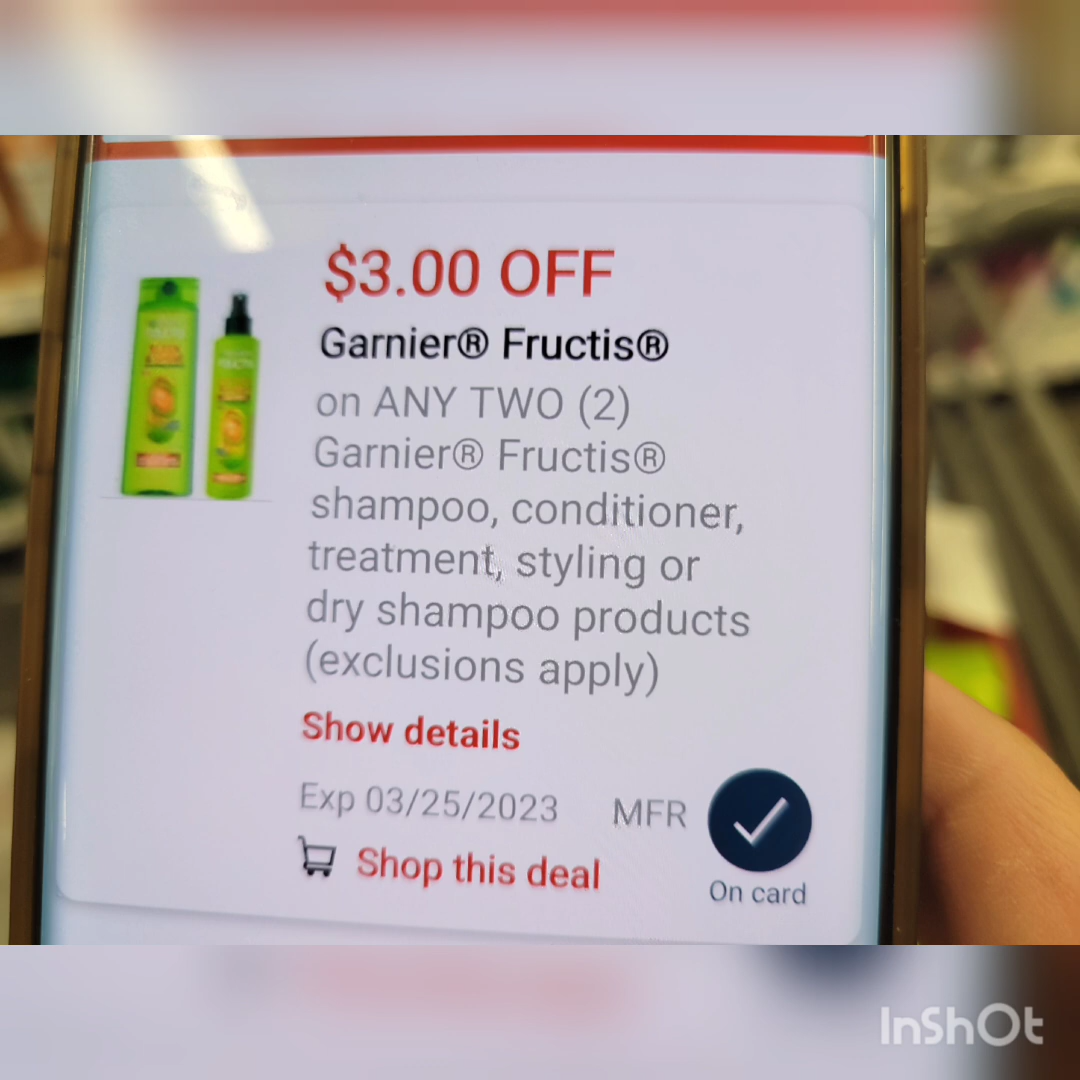 $3.00 OFF
Garnier® Fructis®
on ANY TWO (2)
Garnier® Fructis®
shampoo, conditioner,
treatment, styling or
dry shampoo products
(exclusions apply)
Show details
Exp 03/25/2023 MFR
Shop this deal
On card
InShOt